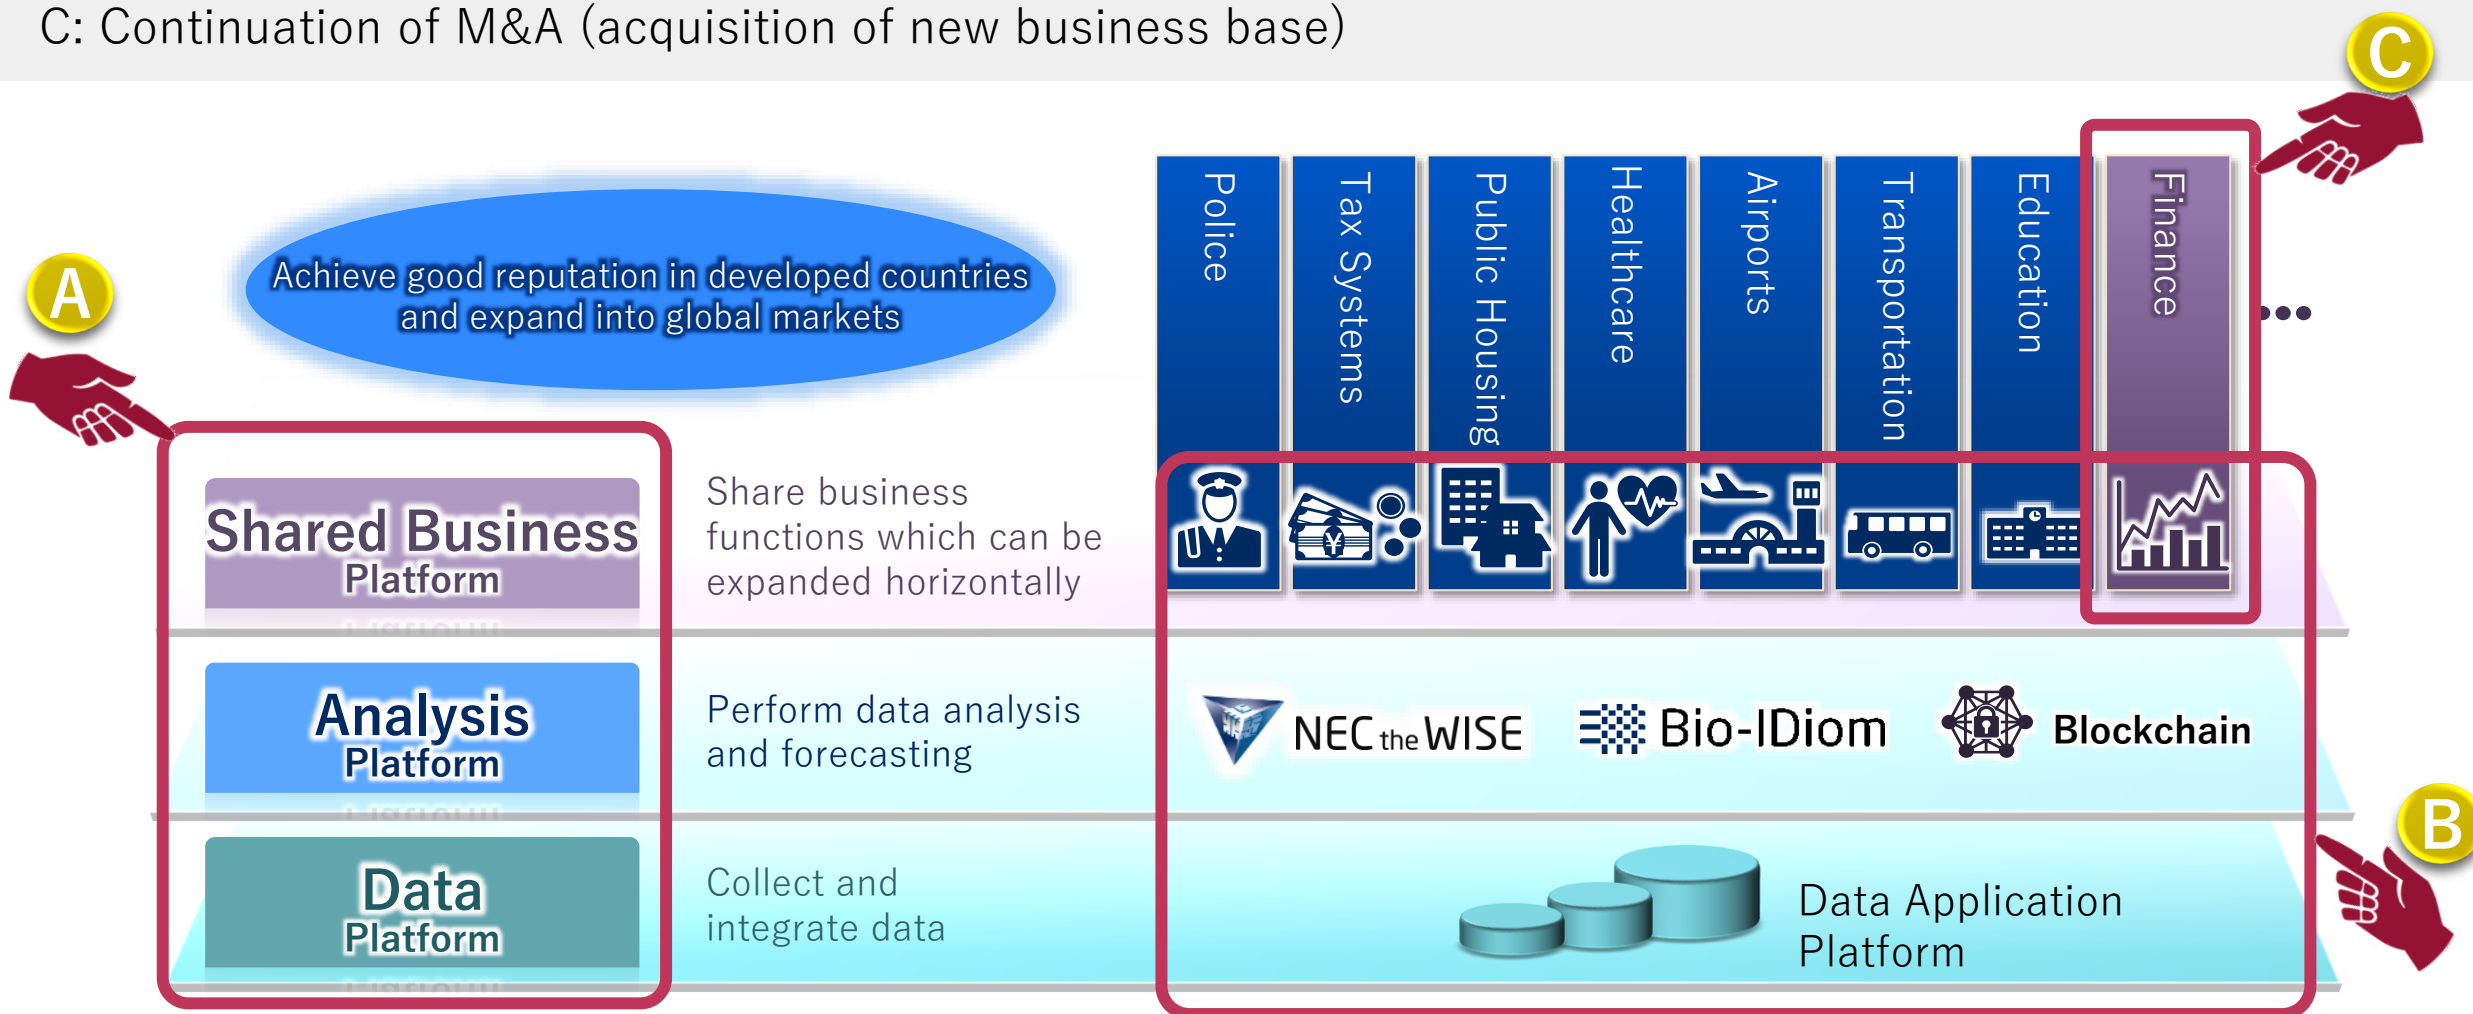 C: Continuation of M&A (acquisition of new business base)
C
A
Achieve good reputation in developed countries
and expand into global markets
Police
Tax Systems
Public Housing
Healthcare
Airports
Transportation
Education
Finance
•••
Shared Business
Platform
Share business
functions which can be
expanded horizontally
¥
Analysis
Platform
Perform data analysis
and forecasting
NEC the WISE
Bio-IDiom
Blockchain
B
Data
Platform
Collect and
integrate data
Data Application
Platform